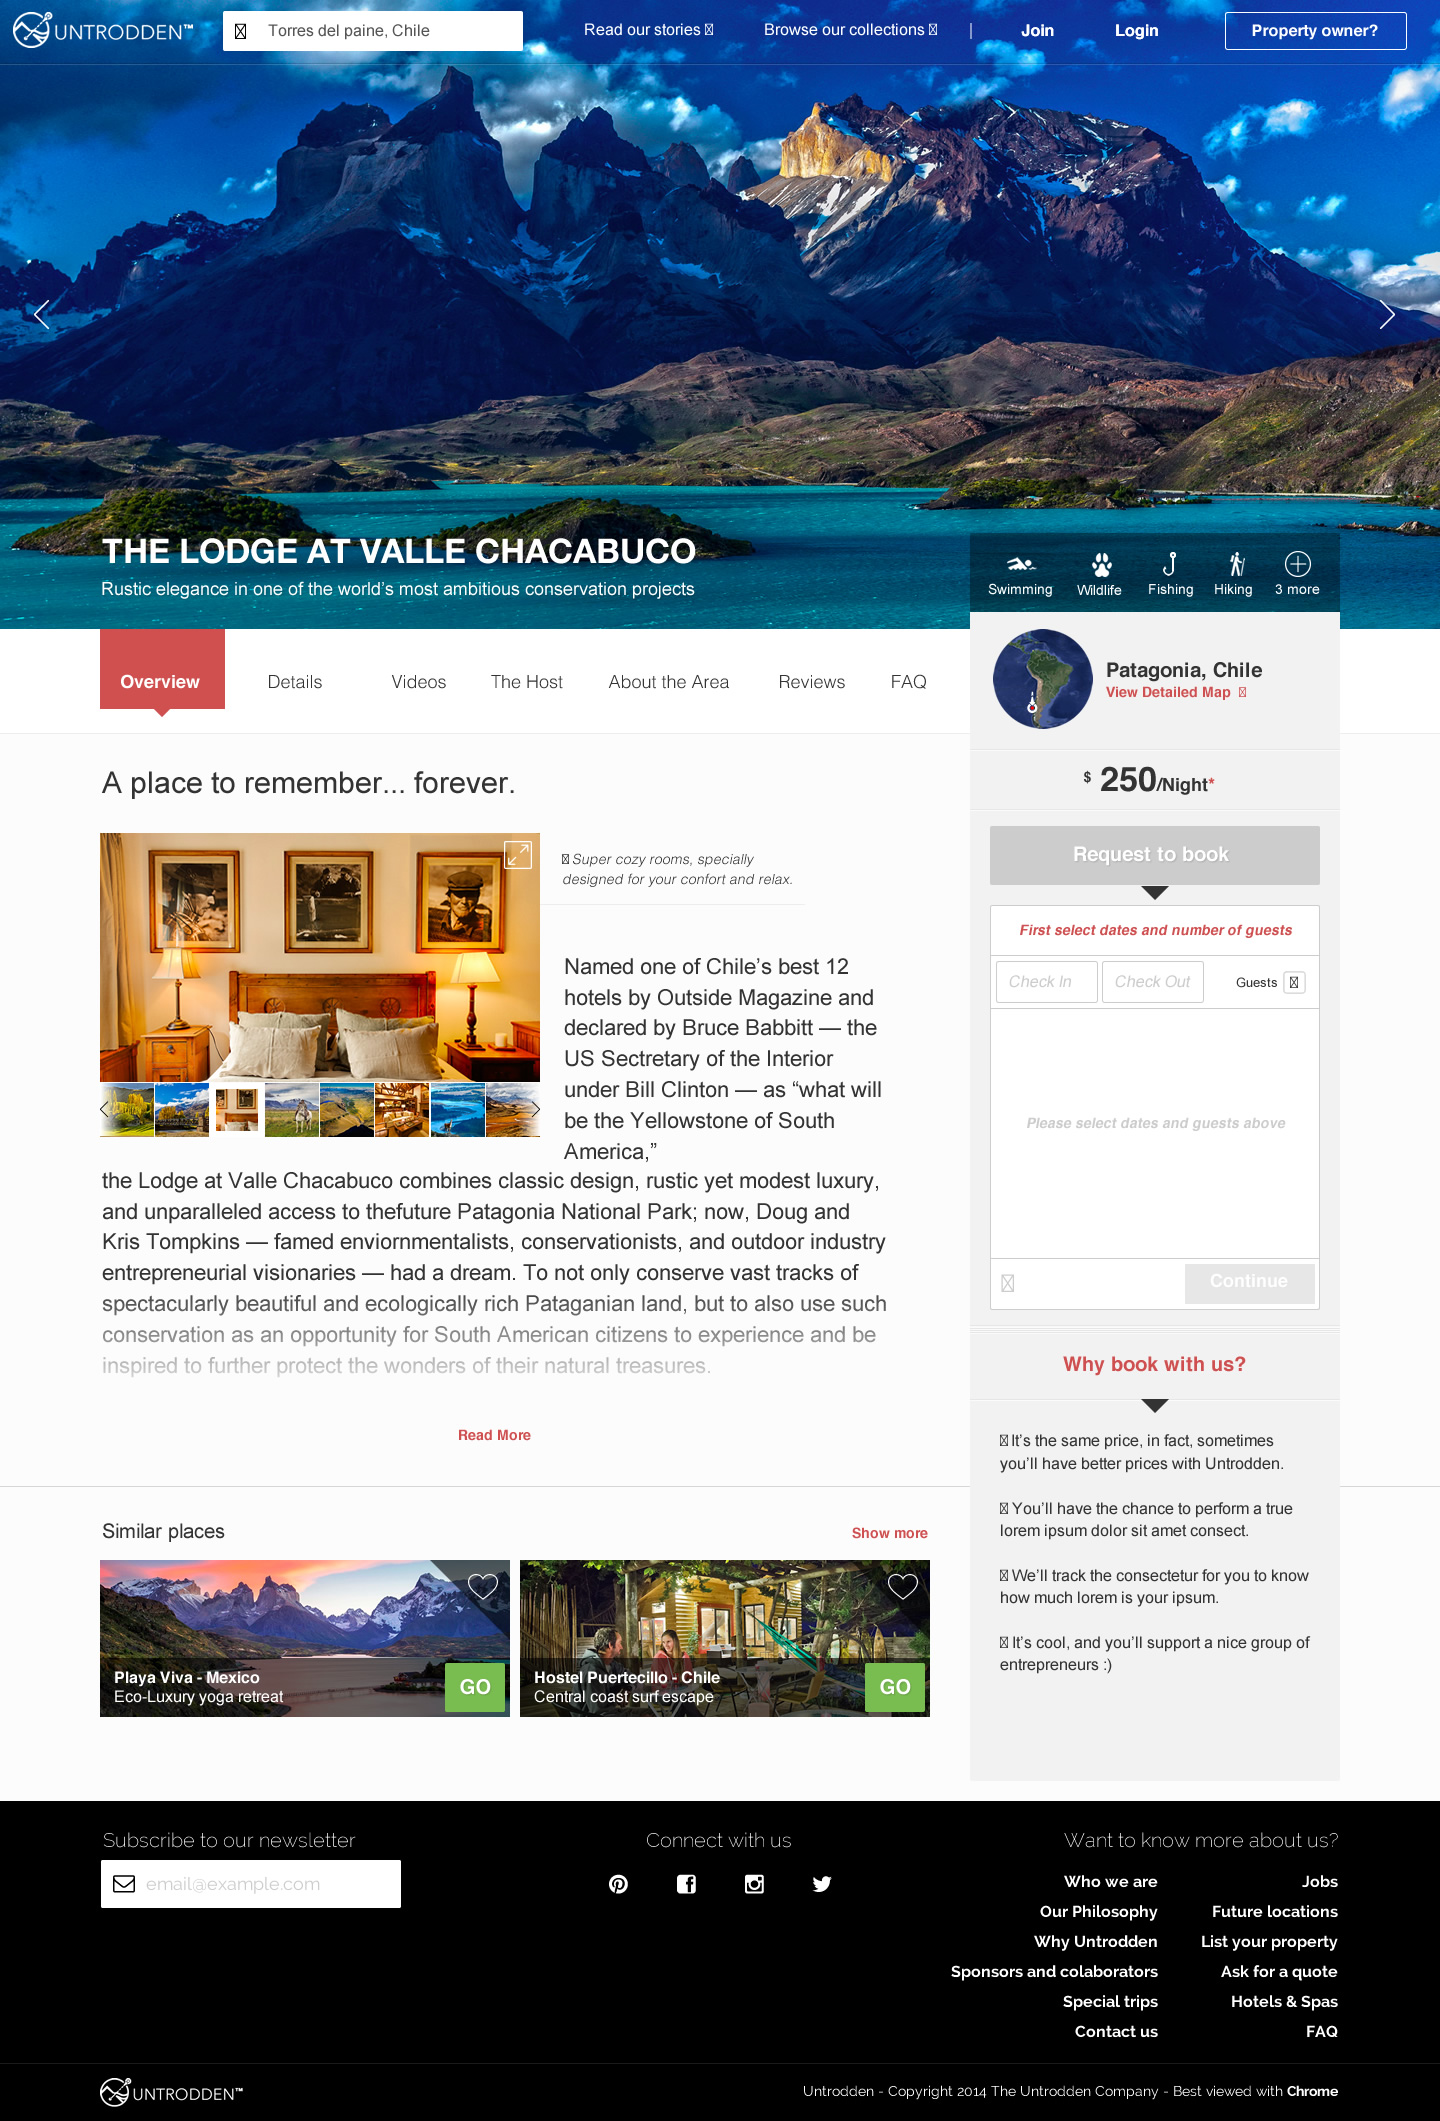 UNTRODDEN™
Torres del paine, Chile
Read our stories
Browse our collections
|
Join
Login
Property owner?
THE LODGE AT VALLE CHACABUCO
Rustic elegance in one of the world's most ambitious conservation projects
Swimming
Wildlife
Fishing
Hiking
3 more
Overview
Details
Videos
The Host
About the Area
Reviews
FAQ
Patagonia, Chile
View Detailed Map
$ 250/Night*
A place to remember... forever.
Super cozy rooms, specially
designed for your confort and relax.
Named one of Chile’s best 12
hotels by Outside Magazine and
declared by Bruce Babbitt — the
US Sectretary of the Interior
under Bill Clinton — as “what will
be the Yellowstone of South
America,”
the Lodge at Valle Chacabuco combines classic design, rustic yet modest luxury,
and unparalleled access to thefuture Patagonia National Park; now, Doug and
Kris Tompkins — famed enviornmentalists, conservationists, and outdoor industry
entrepreneurial visionaries — had a dream. To not only conserve vast tracks of
spectacularly beautiful and ecologically rich Pataganian land, but to also use such
conservation as an opportunity for South American citizens to experience and be
inspired to further protect the wonders of their natural treasures.
Read More
Request to book
First select dates and number of guests
Check In
Check Out
Guests
Please select dates and guests above
Continue
Why book with us?
It’s the same price, in fact, sometimes
you’ll have better prices with Untrodden.
You’ll have the chance to perform a true
lorem ipsum dolor sit amet consect.
We’ll track the consectetur for you to know
how much lorem is your ipsum.
It’s cool, and you’ll support a nice group of
entrepreneurs :)
Similar places
Show more
Playa Viva - Mexico
Eco-Luxury yoga retreat
GO
Hostel Puertecillo - Chile
Central coast surf escape
GO
Subscribe to our newsletter
email@example.com
Connect with us
Want to know more about us?
Who we are
Our Philosophy
Why Untrodden
Sponsors and colaborators
Special trips
Contact us
Jobs
Future locations
List your property
Ask for a quote
Hotels & Spas
FAQ
UNTRODDEN™
Untrodden - Copyright 2014 The Untrodden Company - Best viewed with Chrome